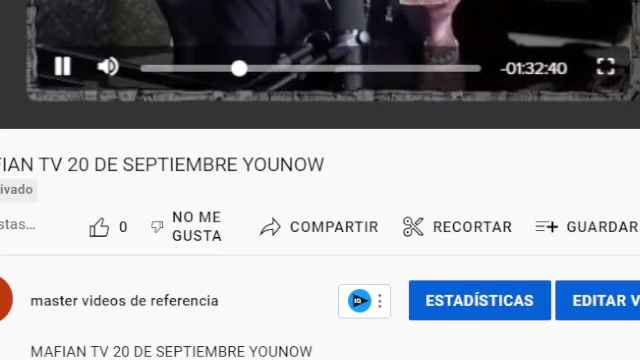 -01:32:40
FIAN TV 20 DE SEPTIEMBRE YOUNOW
ivado
stas...
0
NO ME GUSTA
COMPARTIR
RECORTAR
GUARDAR
master videos de referencia
IQ
ESTADÍSTICAS
EDITAR V
MAFIAN TV 20 DE SEPTIEMBRE YOUNOW